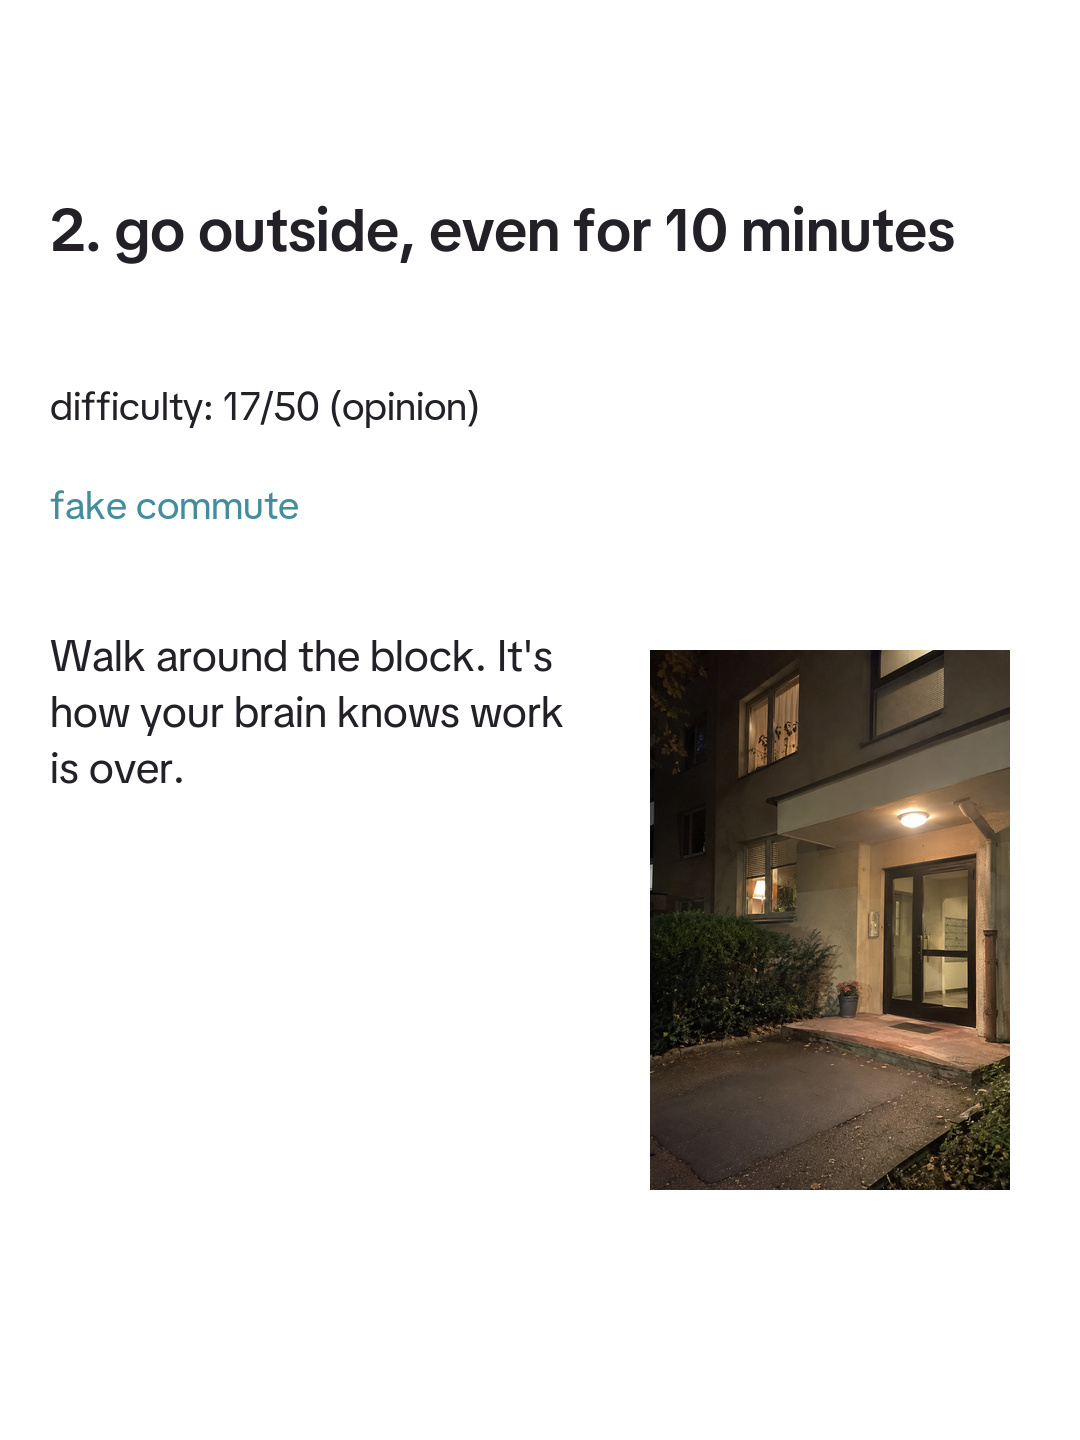 2. go outside, even for 10 minutes
difficulty: 17/50 (opinion)
fake commute
Walk around the block. It's
how your brain knows work
is over.